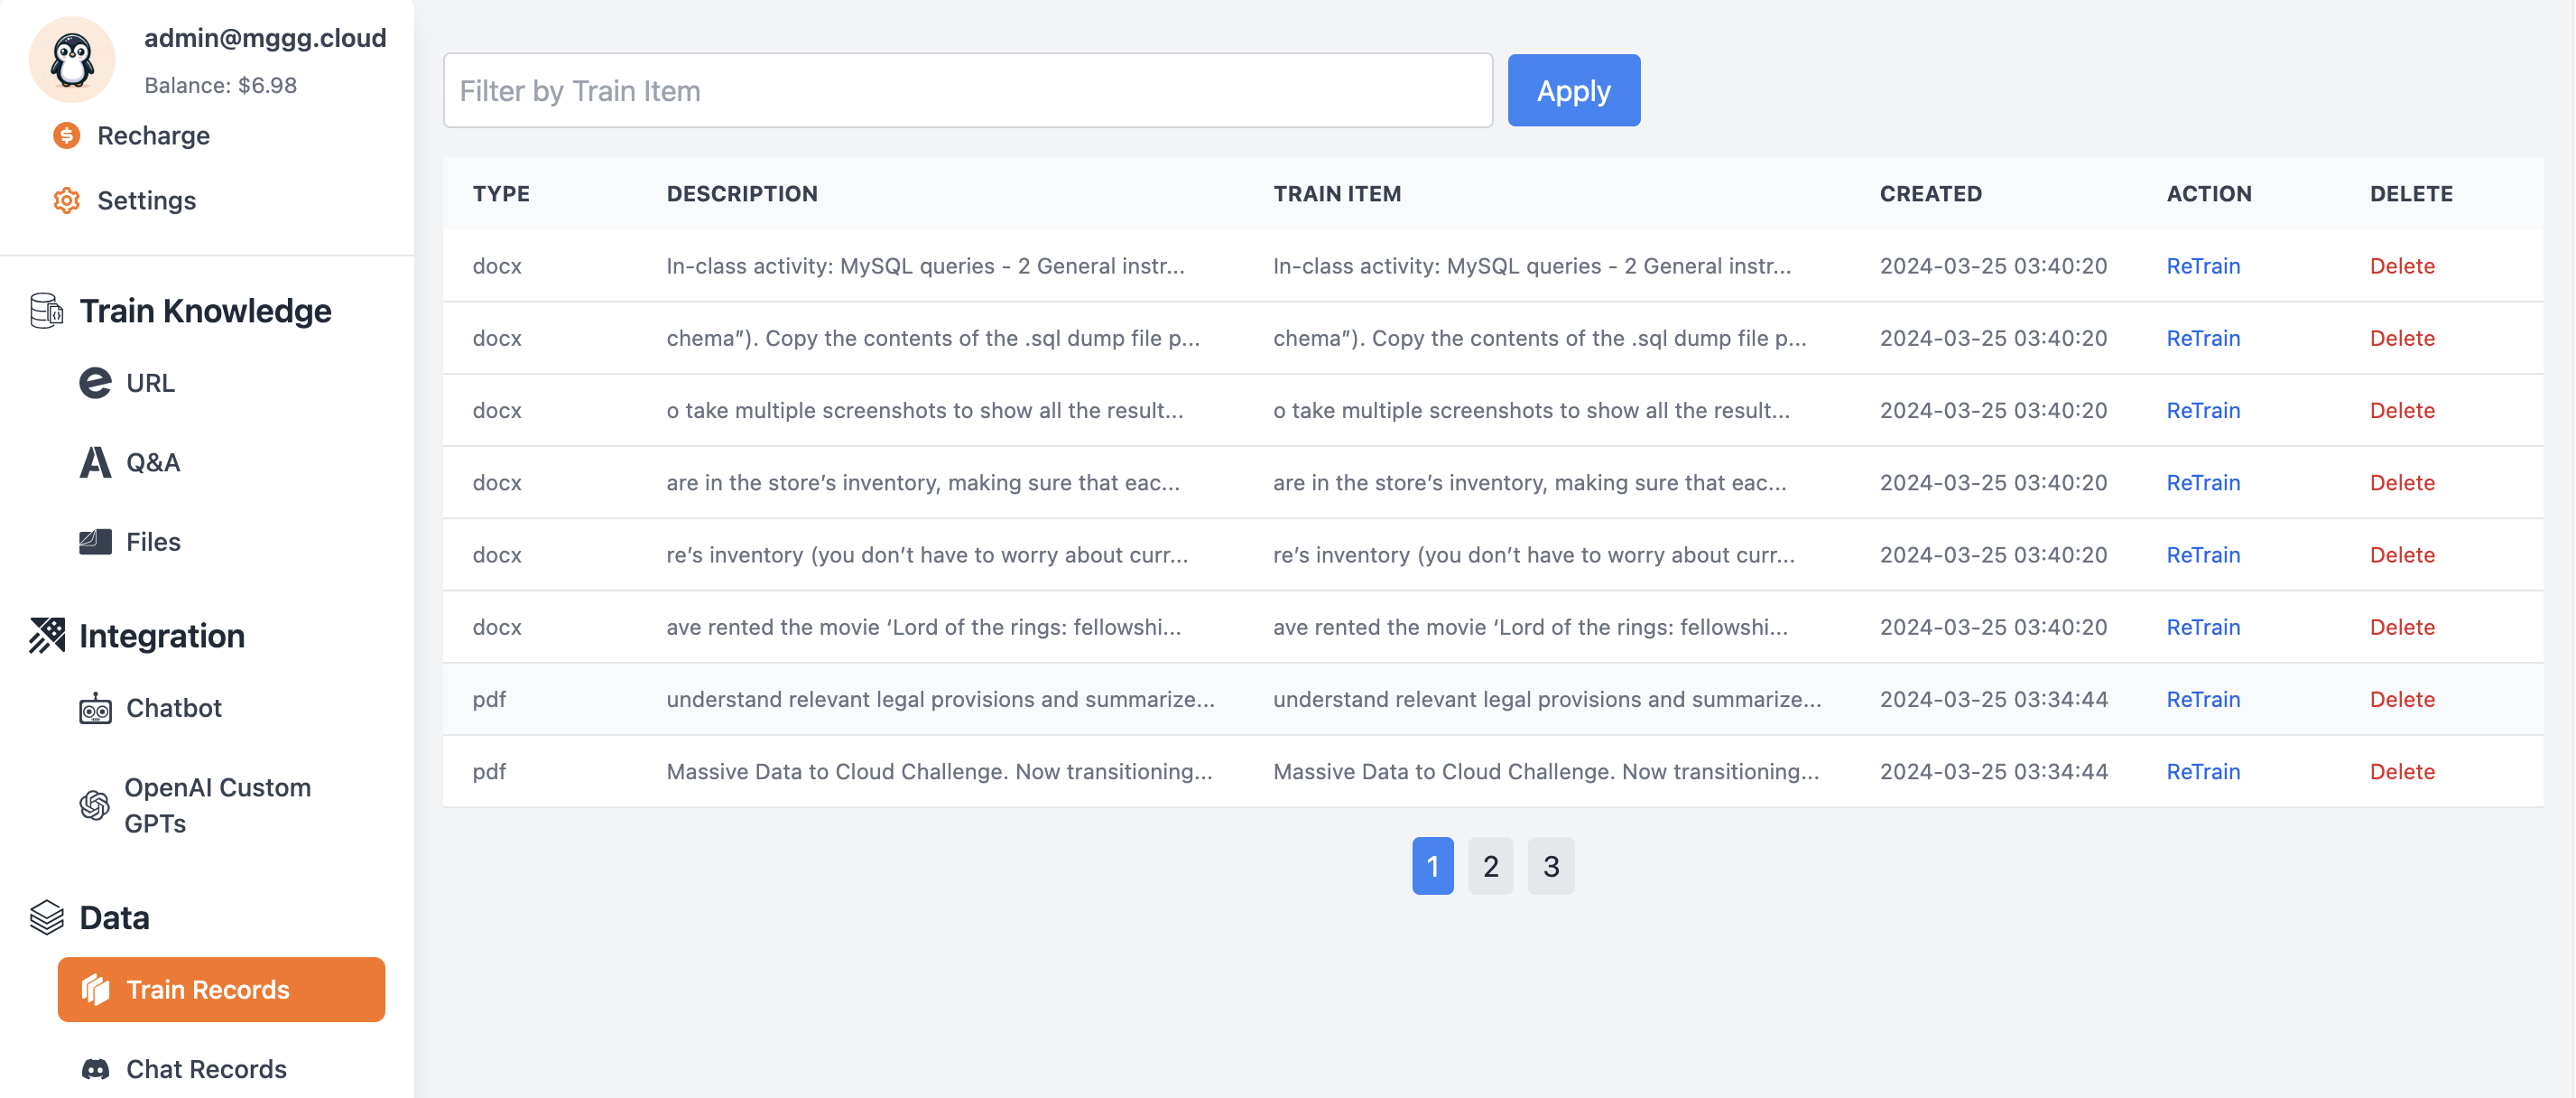 admin@mggg.cloud
Balance: $6.98
Recharge
Settings
Train Knowledge
URL
Q&A
Files
Integration
Chatbot
OpenAI Custom
GPTs
Data
Train Records
Chat Records
Filter by Train Item
Apply
TYPE DESCRIPTION TRAIN ITEM CREATED ACTION DELETE
docx In-class activity: MySQL queries - 2 General instr... In-class activity: MySQL queries - 2 General instr... 2024-03-25 03:40:20 ReTrain Delete
docx chema”). Copy the contents of the .sql dump file p... chema”). Copy the contents of the .sql dump file p... 2024-03-25 03:40:20 ReTrain Delete
docx o take multiple screenshots to show all the result... o take multiple screenshots to show all the result... 2024-03-25 03:40:20 ReTrain Delete
docx are in the store’s inventory, making sure that eac... are in the store’s inventory, making sure that eac... 2024-03-25 03:40:20 ReTrain Delete
docx re’s inventory (you don’t have to worry about curr... re’s inventory (you don’t have to worry about curr... 2024-03-25 03:40:20 ReTrain Delete
docx ave rented the movie ‘Lord of the rings: fellowshi... ave rented the movie ‘Lord of the rings: fellowshi... 2024-03-25 03:40:20 ReTrain Delete
pdf understand relevant legal provisions and summarize... understand relevant legal provisions and summarize... 2024-03-25 03:34:44 ReTrain Delete
pdf Massive Data to Cloud Challenge. Now transitioning... Massive Data to Cloud Challenge. Now transitioning... 2024-03-25 03:34:44 ReTrain Delete
1 2 3